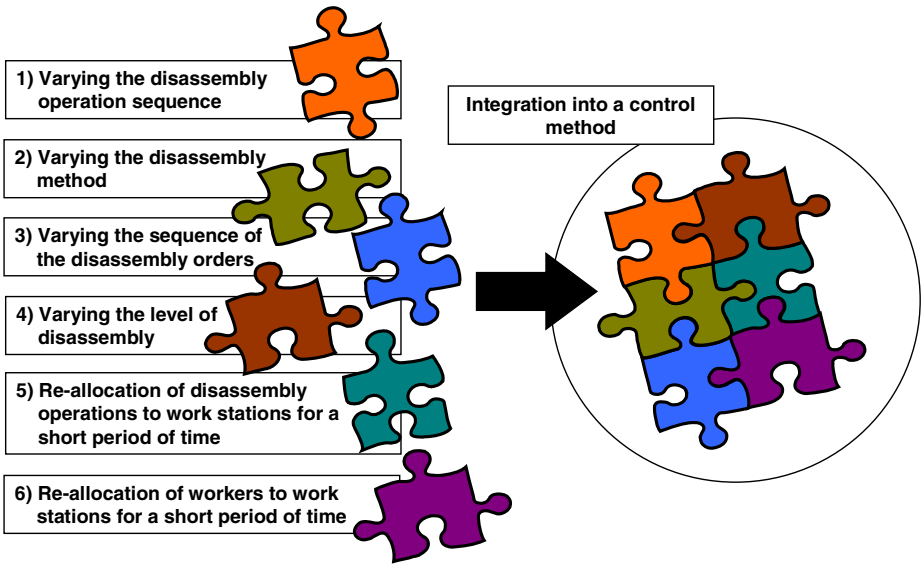 1) Varying the disassembly
operation sequence
2) Varying the disassembly
method
3) Varying the sequence of
the disassembly orders
4) Varying the level of
disassembly
5) Re-allocation of disassembly
operations to work stations for a
short period of time
6) Re-allocation of workers to work
stations for a short period of time
Integration into a control
method